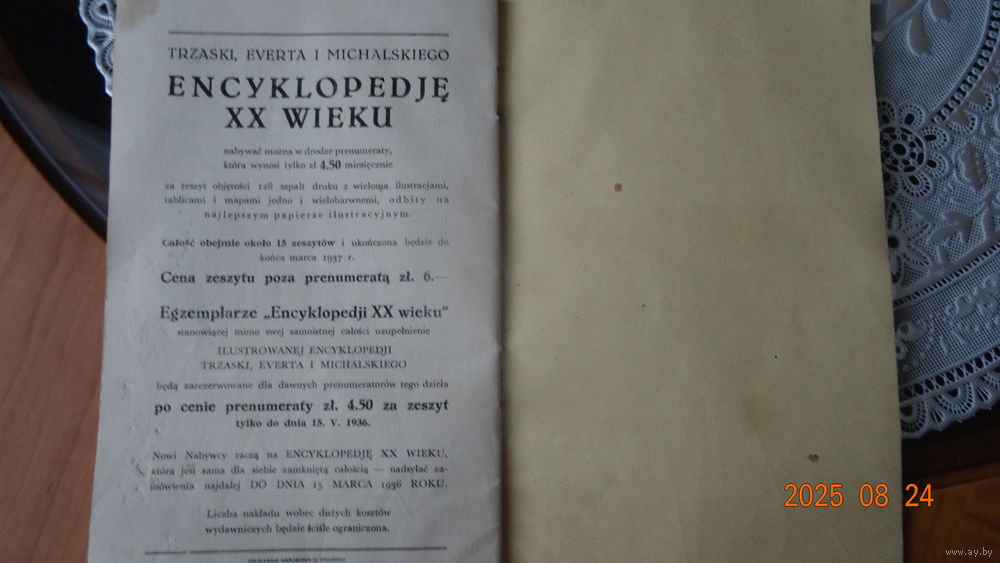 TRZASKI, EVERTA I MICHALSKIEGO
ENCYKLOPEDJĘ
XX WIEKU
nabywać można w drodze prenumeraty,
która wynosi tylko zł 4.50 miesięcznie
za zeszyt objętości 128 szpalt druku z wieloma ilustracjami,
tablicami i mapami jedno i wielobarwnemi, odbity na
najlepszym papierze ilustracyjnym.
Całość obejmie około 15 zeszytów i ukończona będzie do
końca marca 1937 r.
Cena zeszytu poza prenumeratą zł. 6.—
Egzemplarze „Encyklopedji XX wieku“
stanowiącej mimo swej samoistnej całości uzupełnienie
ILUSTROWANEJ ENCYKLOPEDJI
TRZASKI, EVERTA I MICHALSKIEGO
będą zarezerwowane dla dawnych prenumeratorów tego dzieła
po cenie prenumeraty zł. 4.50 za zeszyt
tylko do dnia 15. V. 1936.
Nowi Nabywcy raczą na ENCYKLOPEDJĘ XX WIEKU,
która jest sama dla siebie zamkniętą całością — nadsyłać za-
mówienia najdalej DO DNIA 15 MARCA 1936 ROKU.
Liczba nakładu wobec dużych kosztów
wydawniczych będzie ściśle ograniczona.
2025 08 24
www.ay.by